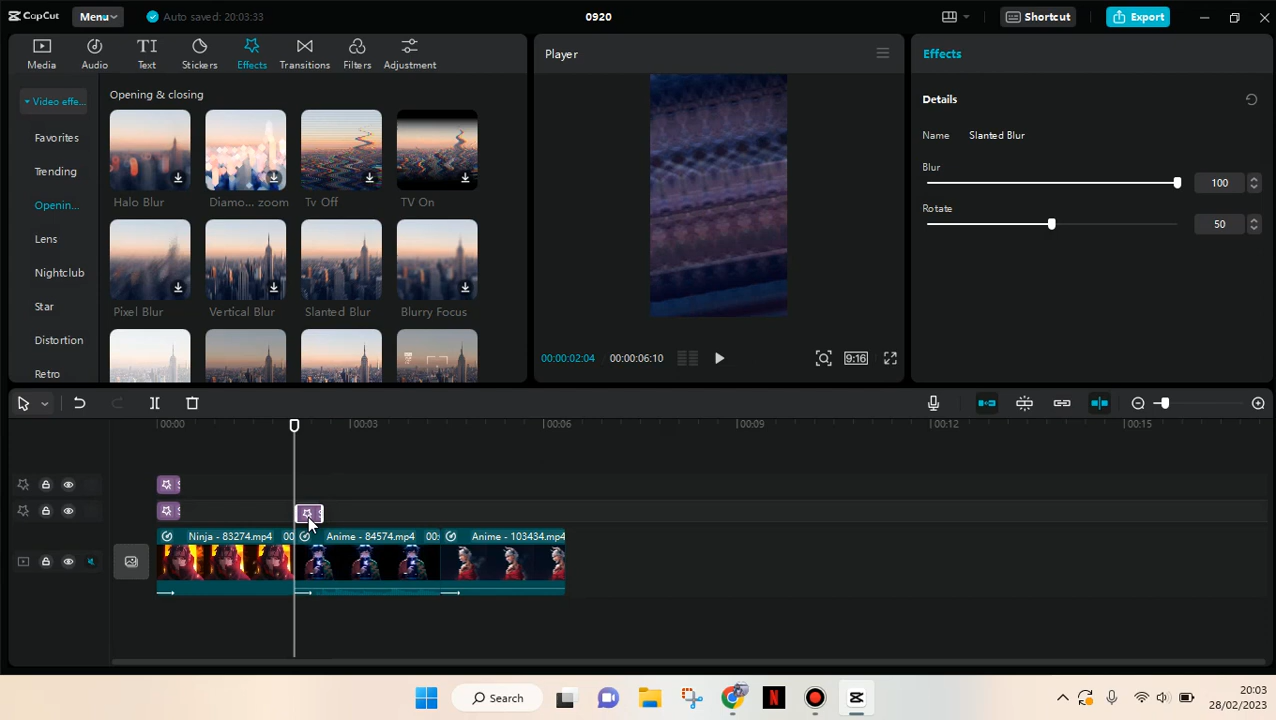 CapCut Menu Auto saved: 20:03:33 0920 Shortcut Export
Media Audio Text Stickers Effects Transitions Filters Adjustment
Video effe...
Favorites
Trending
Openin...
Lens
Nightclub
Star
Distortion
Retro
Opening & closing
Halo Blur Diamo... zoom Tv Off TV On
Pixel Blur Vertical Blur Slanted Blur Blurry Focus
Player
00:00:02:04 00:00:06:10 9:16
Effects
Details
Name Slanted Blur
Blur
100
Rotate
50
00:00 00:03 00:06 00:09 00:12 00:15
Ninja - 83274.mp4 00 Anime - 84574.mp4 00: Anime - 103434.mp4
Search
20:03
28/02/2023